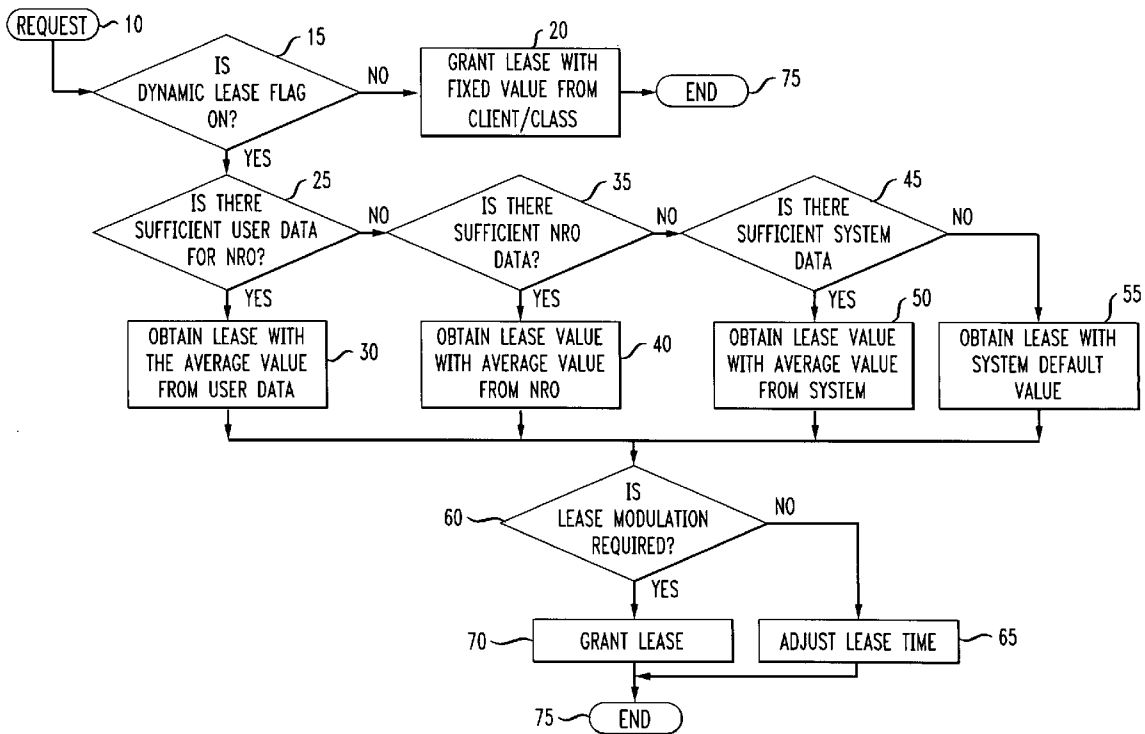 REQUEST
10
15
IS
DYNAMIC LEASE FLAG
ON?
NO
20
GRANT LEASE WITH
FIXED VALUE FROM
CLIENT/CLASS
END
75
YES
25
IS THERE
SUFFICIENT USER DATA
FOR NRO?
NO
35
IS THERE
SUFFICIENT NRO
DATA?
NO
45
IS THERE
SUFFICIENT SYSTEM
DATA
NO
YES
YES
YES
OBTAIN LEASE WITH
THE AVERAGE VALUE
FROM USER DATA
30
OBTAIN LEASE VALUE
WITH AVERAGE VALUE
FROM NRO
40
OBTAIN LEASE VALUE
WITH AVERAGE VALUE
FROM SYSTEM
50
OBTAIN LEASE WITH
SYSTEM DEFAULT
VALUE
55
60
IS
LEASE MODULATION
REQUIRED?
NO
YES
70
GRANT LEASE
ADJUST LEASE TIME
65
75
END